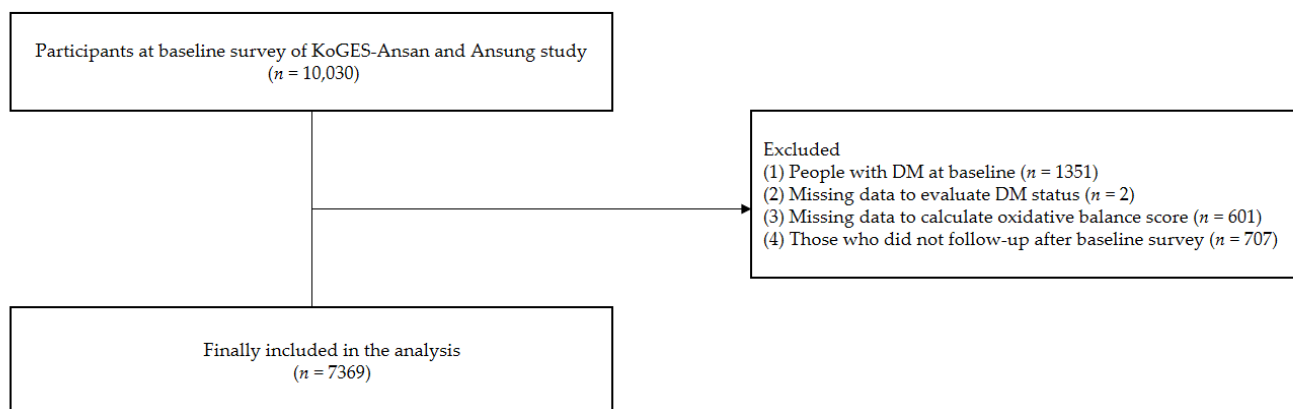 Participants at baseline survey of KoGES-Ansan and Ansung study
(n = 10,030)
Excluded
(1) People with DM at baseline (n = 1351)
(2) Missing data to evaluate DM status (n = 2)
(3) Missing data to calculate oxidative balance score (n = 601)
(4) Those who did not follow-up after baseline survey (n = 707)
Finally included in the analysis
(n = 7369)